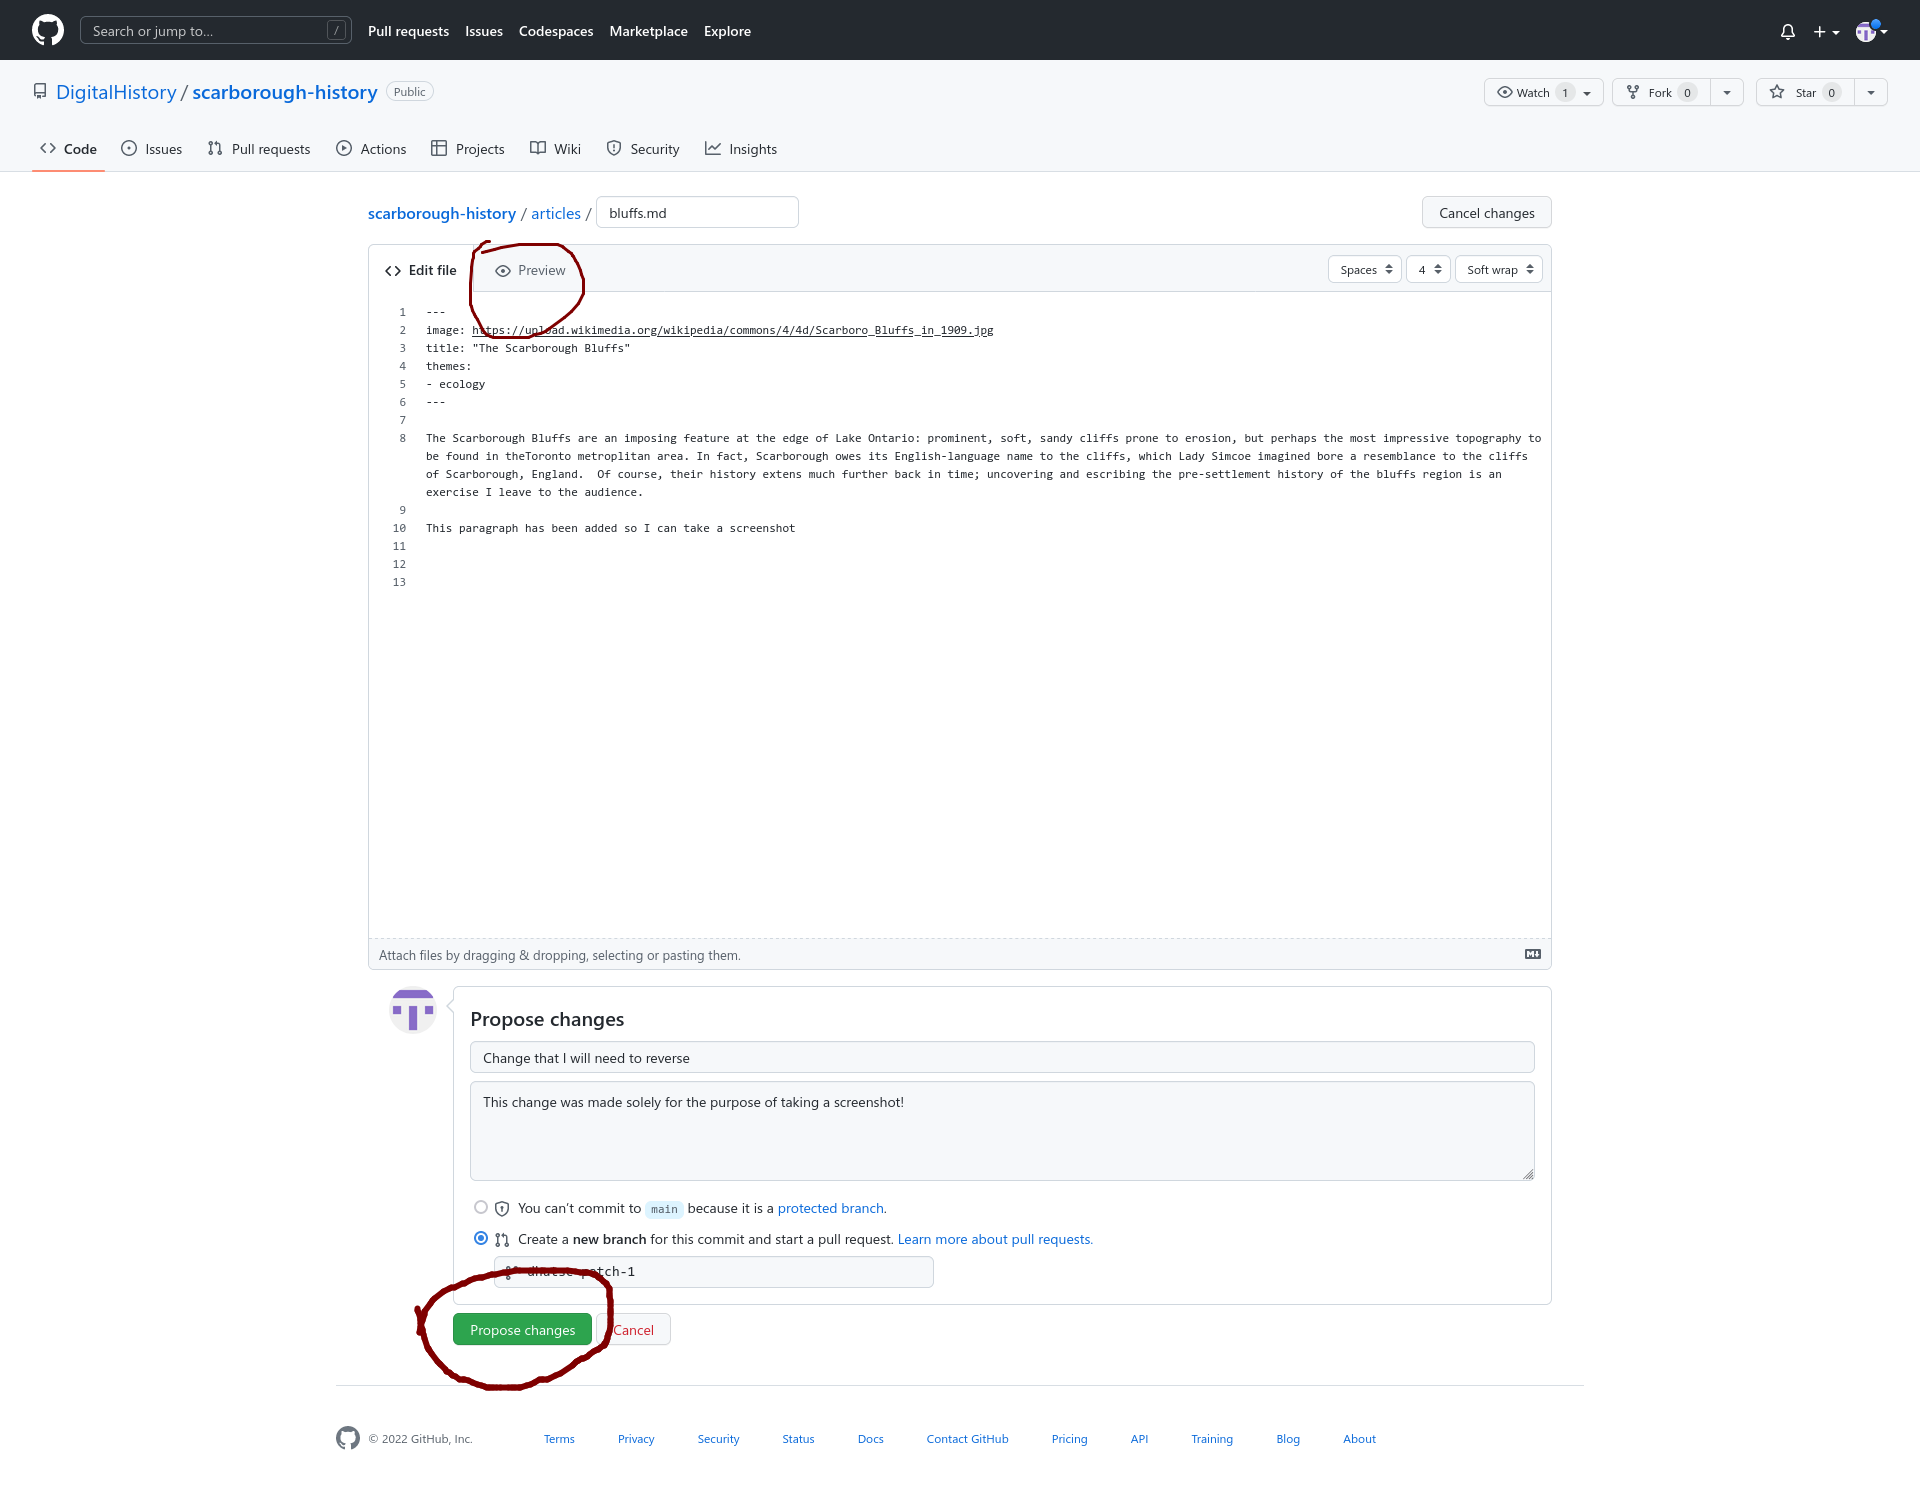 Search or jump to... /
Pull requests Issues Codespaces Marketplace Explore
DigitalHistory / scarborough-history Public
Watch 1 Fork 0 Star 0
Code Issues Pull requests Actions Projects Wiki Security Insights
scarborough-history / articles / bluffs.md Cancel changes
Edit file Preview Spaces 4 Soft wrap
1 ---
2 image: https://upload.wikimedia.org/wikipedia/commons/4/4d/Scarboro_Bluffs_in_1909.jpg
3 title: "The Scarborough Bluffs"
4 themes:
5 - ecology
6 ---
7
8 The Scarborough Bluffs are an imposing feature at the edge of Lake Ontario: prominent, soft, sandy cliffs prone to erosion, but perhaps the most impressive topography to
be found in theToronto metroplitan area. In fact, Scarborough owes its English-language name to the cliffs, which Lady Simcoe imagined bore a resemblance to the cliffs
of Scarborough, England.  Of course, their history extens much further back in time; uncovering and escribing the pre-settlement history of the bluffs region is an
exercise I leave to the audience.
9
10 This paragraph has been added so I can take a screenshot
11
12
13
Attach files by dragging & dropping, selecting or pasting them.
Propose changes
Change that I will need to reverse
This change was made solely for the purpose of taking a screenshot!
You can't commit to main because it is a protected branch.
Create a new branch for this commit and start a pull request. Learn more about pull requests.
Propose changes Cancel
© 2022 GitHub, Inc. Terms Privacy Security Status Docs Contact GitHub Pricing API Training Blog About